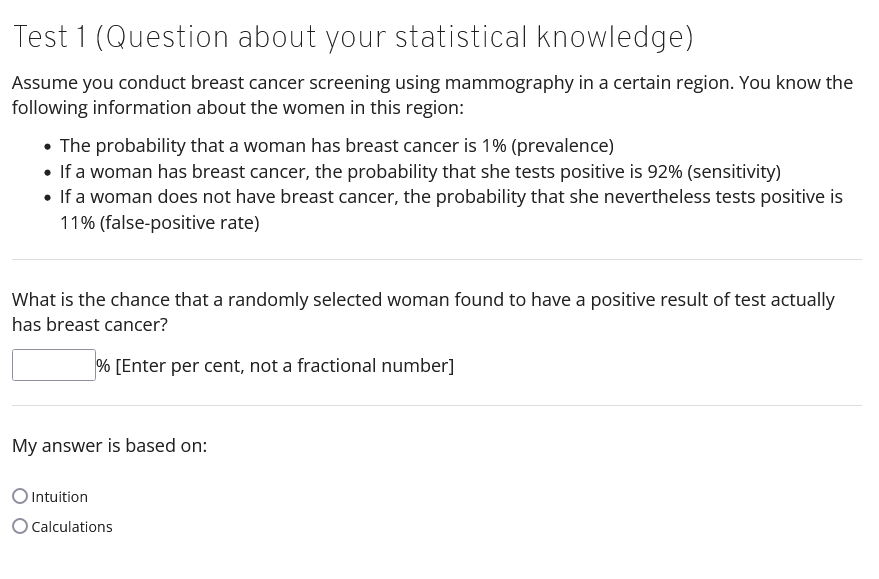 Test 1 (Question about your statistical knowledge)
Assume you conduct breast cancer screening using mammography in a certain region. You know the
following information about the women in this region:
• The probability that a woman has breast cancer is 1% (prevalence)
• If a woman has breast cancer, the probability that she tests positive is 92% (sensitivity)
• If a woman does not have breast cancer, the probability that she nevertheless tests positive is
11% (false-positive rate)
What is the chance that a randomly selected woman found to have a positive result of test actually
has breast cancer?
% [Enter per cent, not a fractional number]
My answer is based on:
Intuition
Calculations